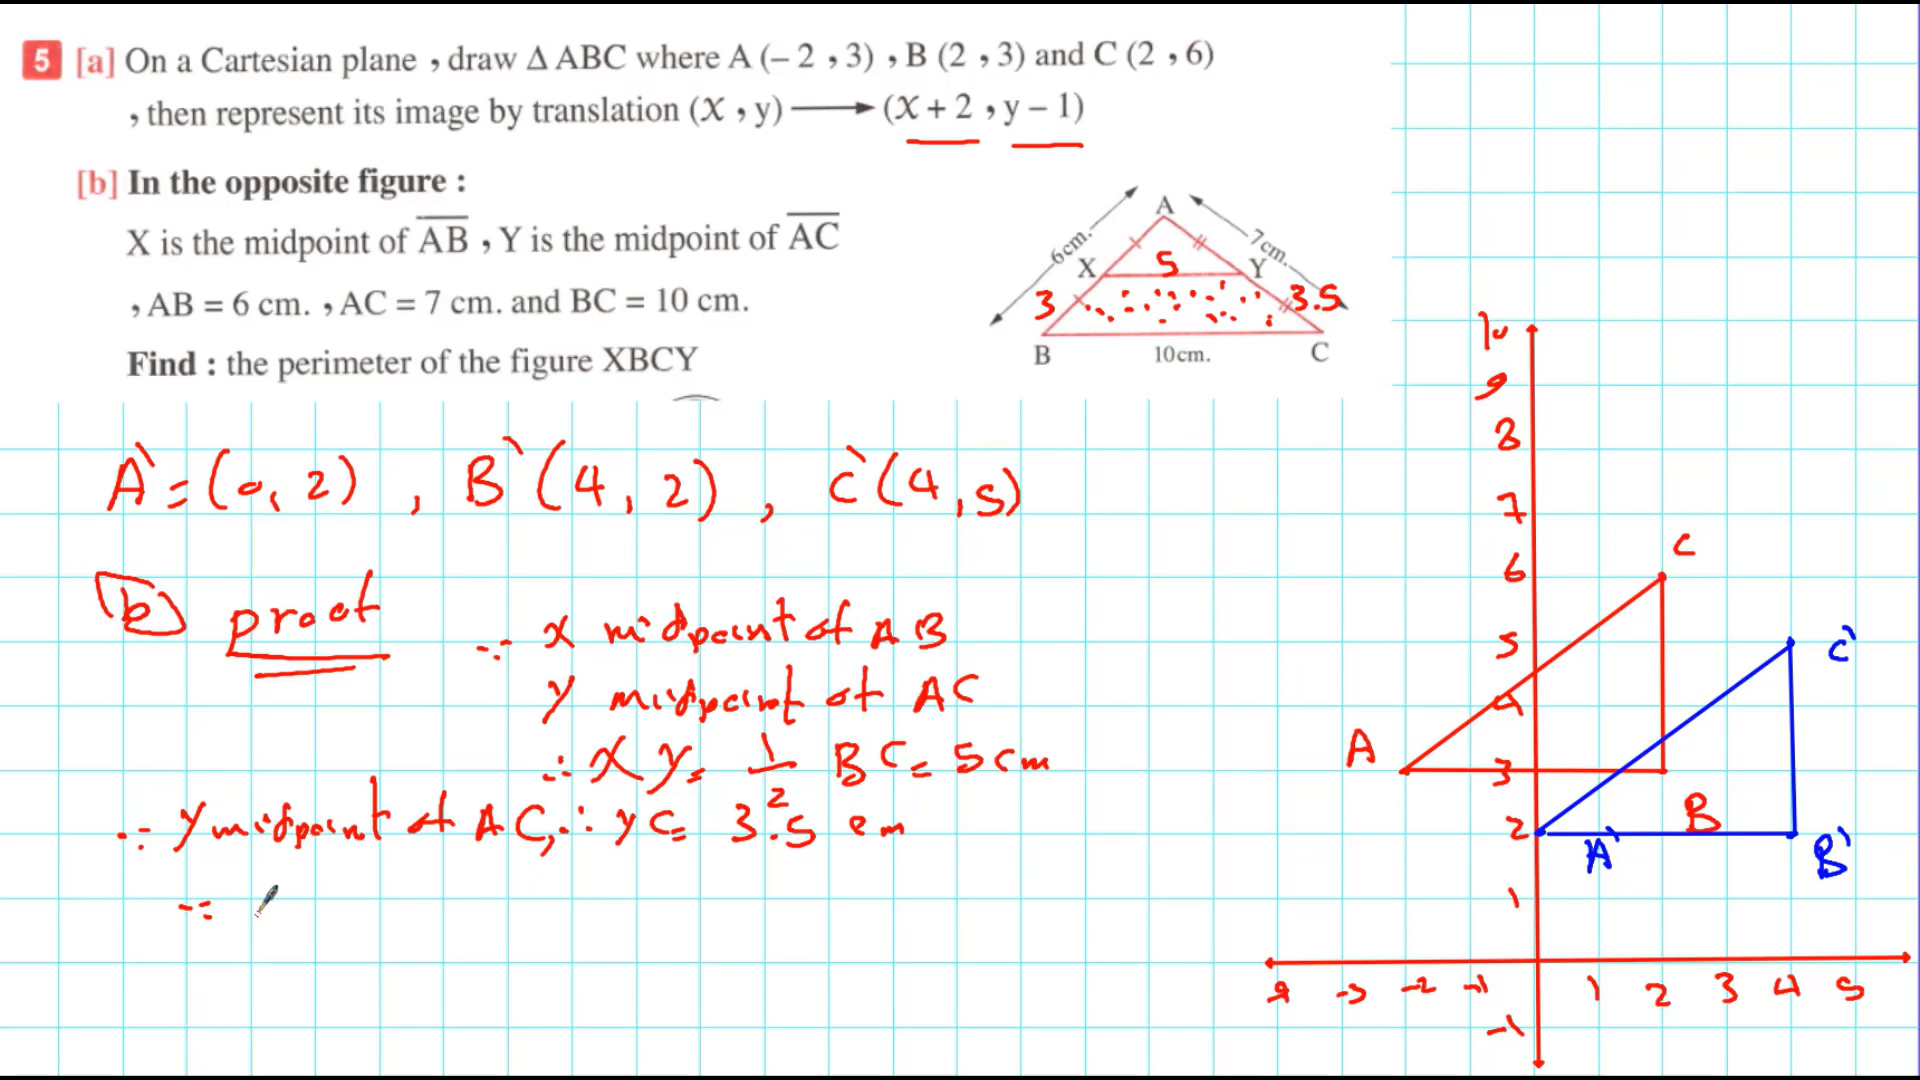 5 [a] On a Cartesian plane , draw Δ ABC where A (– 2 , 3) , B (2 , 3) and C (2 , 6)
, then represent its image by translation (X , y) ⟶ (X + 2 , y – 1)
[b] In the opposite figure :
X is the midpoint of A̅B̅ , Y is the midpoint of A̅C̅
, AB = 6 cm. , AC = 7 cm. and BC = 10 cm.
Find : the perimeter of the figure XBCY
A
6cm.
7cm.
X
5
Y
3
3.5
B
10cm.
C
A` = (0, 2) , B` (4, 2) , C` (4, 5)
b proof
∵ X midpoint of AB
Y midpoint of AC
∴ XY = 1/2 BC = 5 cm
∵ Y midpoint of AC, ∴ YC = 3.5 cm
∵
10
9
8
7
6
5
4
3
2
1
-3 -2 -1 1 2 3 4 5
-1
C
A
B
C`
A`
B`